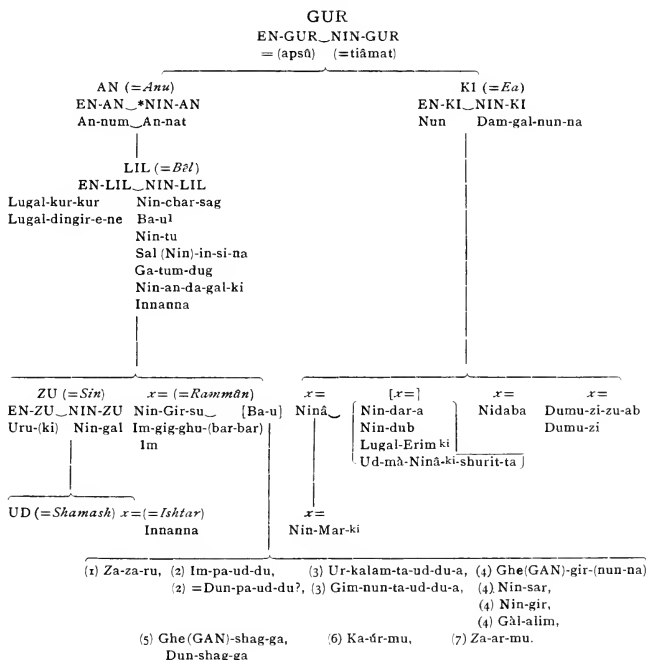 GUR
EN-GUR‿NIN-GUR
= (apsû) (=tiâmat)
AN (=Anu) KI (=Ea)
EN-AN‿*NIN-AN EN-KI‿NIN-KI
An-num‿An-nat Nun Dam-gal-nun-na
LIL (=Bêl)
EN-LIL‿NIN-LIL
Lugal-kur-kur Nin-char-sag
Lugal-dingir-e-ne Ba-u¹
Nin-tu
Sal (Nin)-in-si-na
Ga-tum-dug
Nin-an-da-gal-ki
Innanna
ZU (=Sin) x= (=Rammân) x= [x=] x= x=
EN-ZU‿NIN-ZU Nin-Gir-su‿ [Ba-u] Ninâ‿ Nin-dar-a Nidaba Dumu-zi-zu-ab
Uru-(ki) Nin-gal Im-gig-ghu-(bar-bar) Nin-dub Dumu-zi
Im Lugal-Erim ki
Ud-mà-Ninâ-ki-shurit-ta
UD (=Shamash) x=(=Ishtar) x=
Innanna Nin-Mar-ki
(1) Za-za-ru, (2) Im-pa-ud-du, (3) Ur-kalam-ta-ud-du-a, (4) Ghe(GAN)-gir-(nun-na)
(2) =Dun-pa-ud-du?, (3) Gim-nun-ta-ud-du-a, (4) Nin-sar,
(4) Nin-gir,
(4) Gàl-alim,
(5) Ghe(GAN)-shag-ga, (6) Ka-úr-mu, (7) Za-ar-mu.
Dun-shag-ga